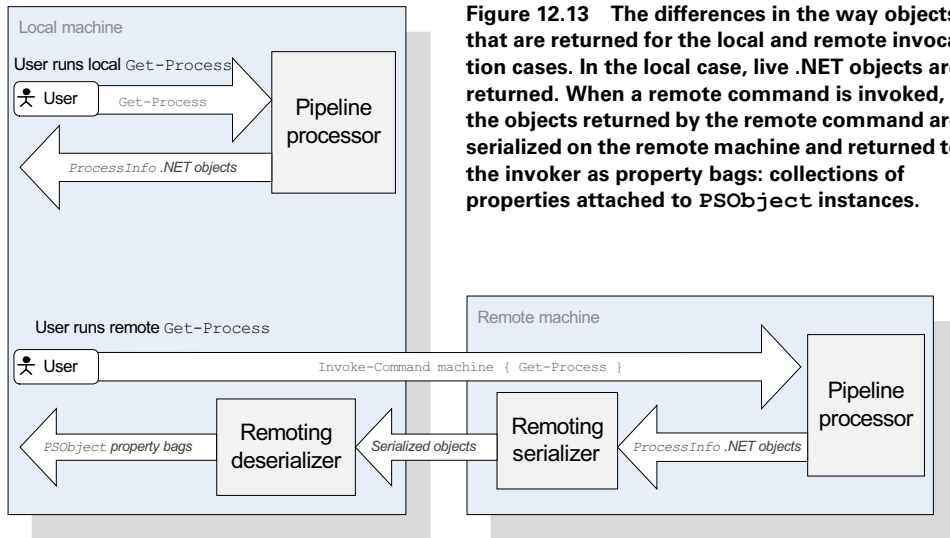 Local machine
User runs local Get-Process
User
Get-Process
Pipeline
processor
ProcessInfo .NET objects
Figure 12.13 The differences in the way objects
that are returned for the local and remote invoca
tion cases. In the local case, live .NET objects are
returned. When a remote command is invoked,
the objects returned by the remote command are
serialized on the remote machine and returned to
the invoker as property bags: collections of
properties attached to PSObject instances.
User runs remote Get-Process
User
Invoke-Command machine { Get-Process }
Remote machine
Pipeline
processor
PSObject property bags
Remoting
deserializer
Serialized objects
Remoting
serializer
ProcessInfo .NET objects